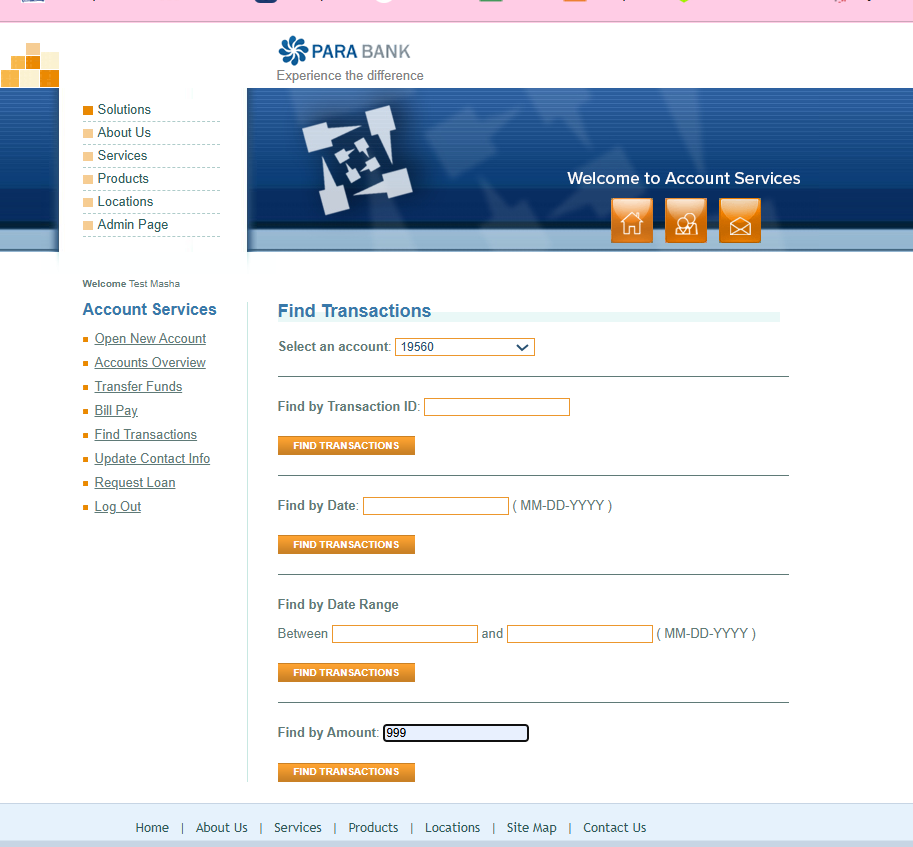 PARA BANK
Experience the difference
Solutions
About Us
Services
Products
Locations
Admin Page
Welcome to Account Services
Welcome Test Masha
Account Services
Open New Account
Accounts Overview
Transfer Funds
Bill Pay
Find Transactions
Update Contact Info
Request Loan
Log Out
Find Transactions
Select an account: 19560
Find by Transaction ID:
FIND TRANSACTIONS
Find by Date: ( MM-DD-YYYY )
FIND TRANSACTIONS
Find by Date Range
Between and ( MM-DD-YYYY )
FIND TRANSACTIONS
Find by Amount: 999
FIND TRANSACTIONS
Home | About Us | Services | Products | Locations | Site Map | Contact Us